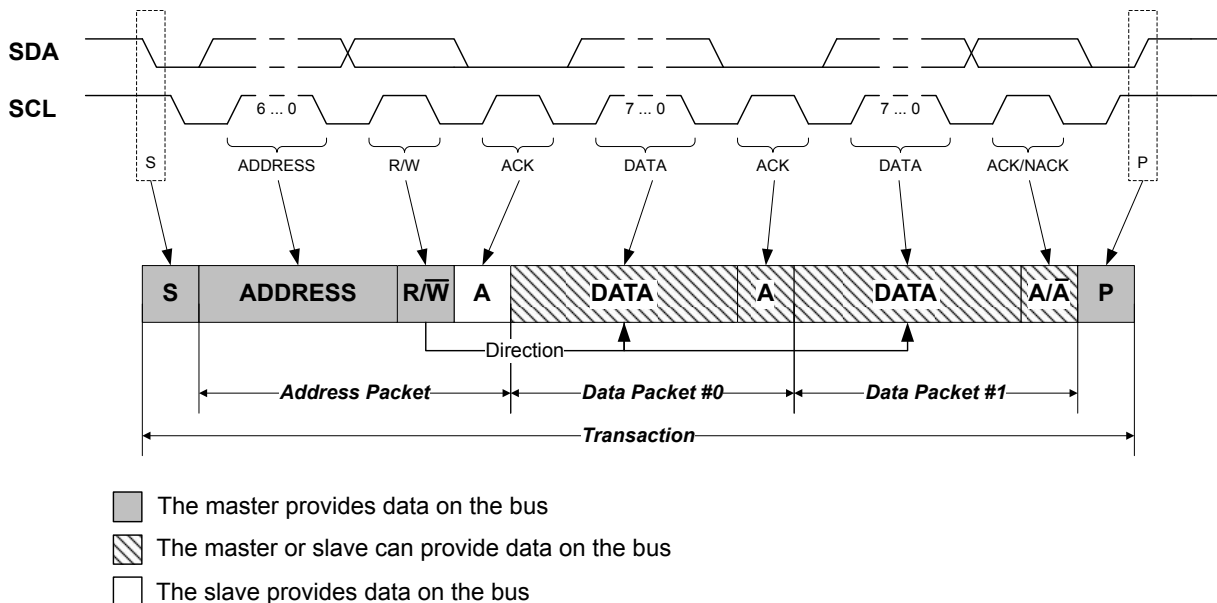 SDA
SCL
6 ... 0
7 ... 0
7 ... 0
S
ADDRESS
R/W
ACK
DATA
ACK
DATA
ACK/NACK
P
S
ADDRESS
R/W̅
A
DATA
A
DATA
A/A̅
P
Direction
Address Packet
Data Packet #0
Data Packet #1
Transaction
The master provides data on the bus
The master or slave can provide data on the bus
The slave provides data on the bus